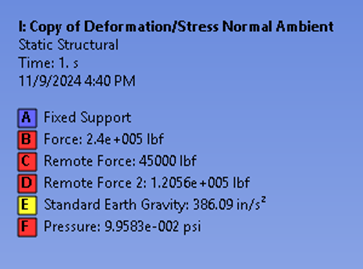 I: Copy of Deformation/Stress Normal Ambient
Static Structural
Time: 1. s
11/9/2024 4:40 PM
A Fixed Support
B Force: 2.4e+005 lbf
C Remote Force: 45000 lbf
D Remote Force 2: 1.2056e+005 lbf
E Standard Earth Gravity: 386.09 in/s²
F Pressure: 9.9583e-002 psi